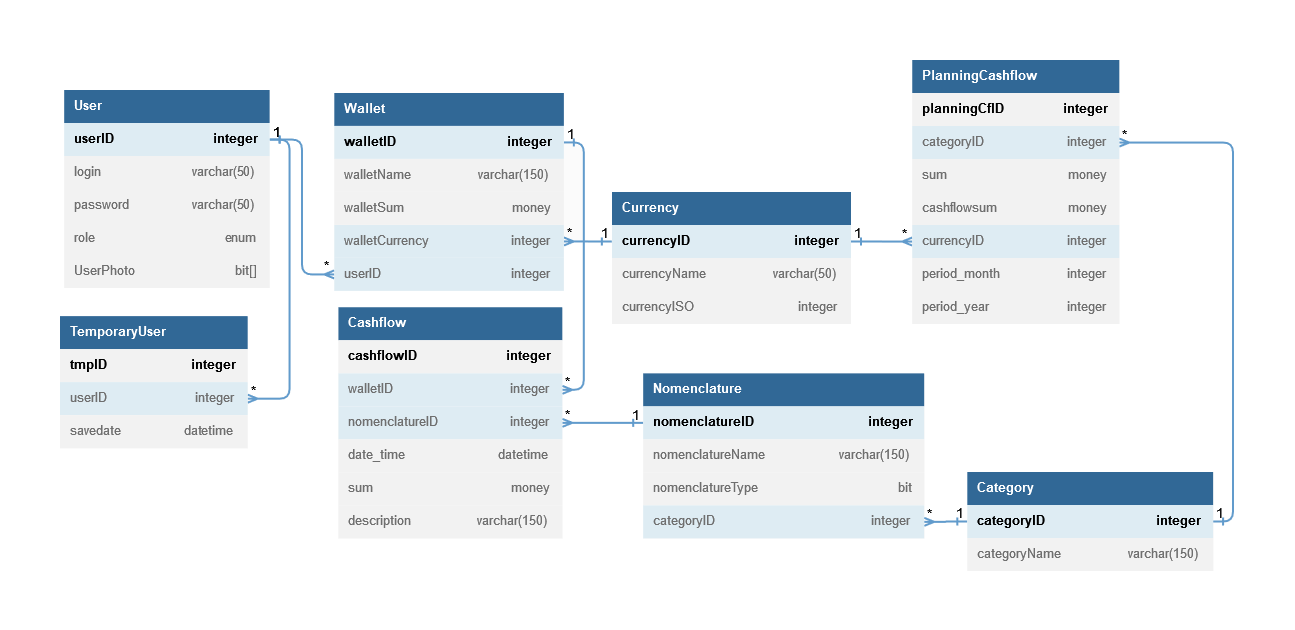 User
userID integer
login varchar(50)
password varchar(50)
role enum
UserPhoto bit[]
1
*
TemporaryUser
tmpID integer
userID integer
savedate datetime
*
Wallet
walletID integer
walletName varchar(150)
walletSum money
walletCurrency integer
userID integer
1
*
Cashflow
cashflowID integer
walletID integer
nomenclatureID integer
date_time datetime
sum money
description varchar(150)
*
*
Currency
currencyID integer
currencyName varchar(50)
currencyISO integer
1
1
Nomenclature
nomenclatureID integer
nomenclatureName varchar(150)
nomenclatureType bit
categoryID integer
1
*
PlanningCashflow
planningCfID integer
categoryID integer
sum money
cashflowsum money
currencyID integer
period_month integer
period_year integer
*
*
Category
categoryID integer
categoryName varchar(150)
1
1